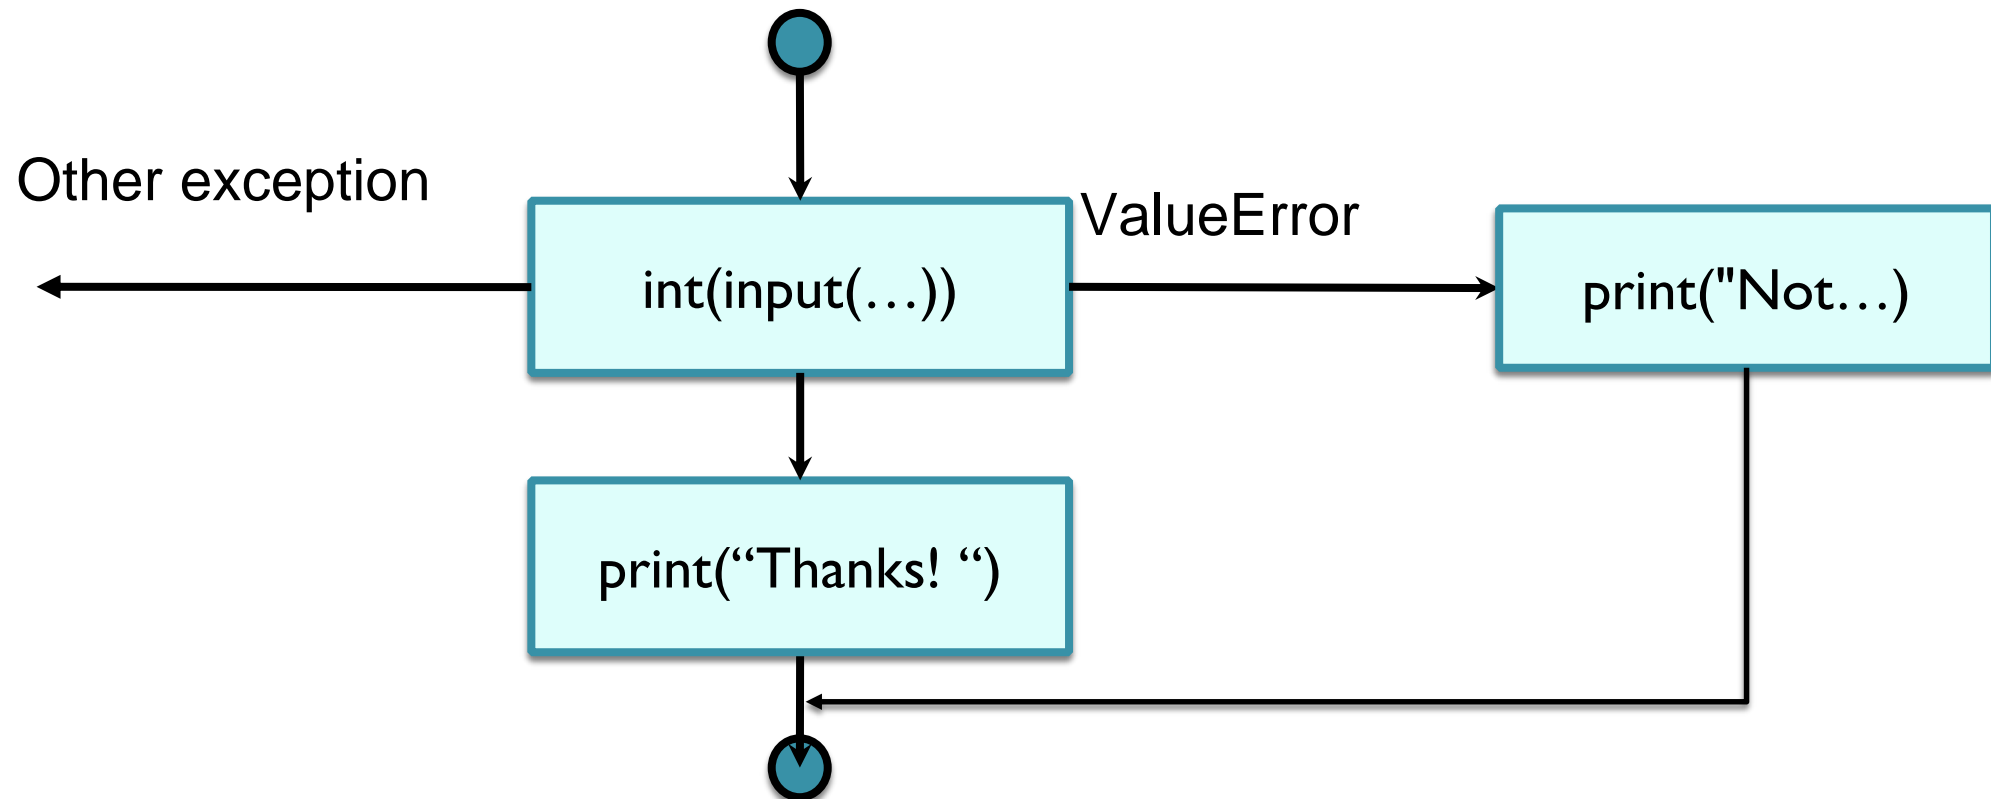 Other exception
ValueError
int(input(…))
print("Not…)
print(“Thanks! “)